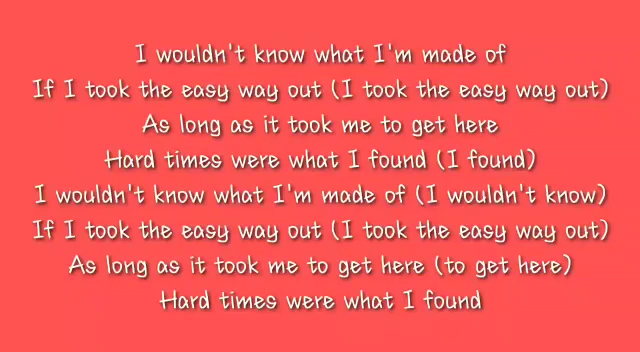 I wouldn't know what I'm made of
If I took the easy way out (I took the easy way out)
As long as it took me to get here
Hard times were what I found (I found)
I wouldn't know what I'm made of (I wouldn't know)
If I took the easy way out (I took the easy way out)
As long as it took me to get here (to get here)
Hard times were what I found